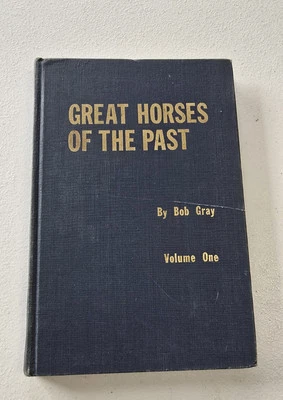 GREAT HORSES
OF THE PAST
By Bob Gray
Volume One